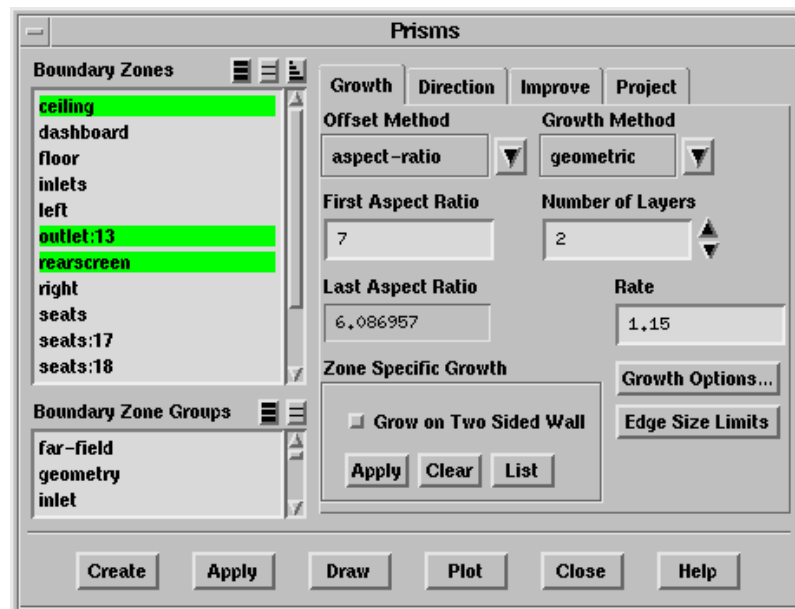 Prisms
Boundary Zones
ceiling
dashboard
floor
inlets
left
outlet:13
rearscreen
right
seats
seats:17
seats:18
Boundary Zone Groups
far-field
geometry
inlet
Growth Direction Improve Project
Offset Method Growth Method
aspect-ratio geometric
First Aspect Ratio Number of Layers
7 2
Last Aspect Ratio Rate
6.086957 1.15
Zone Specific Growth
Growth Options...
Grow on Two Sided Wall
Edge Size Limits
Apply Clear List
Create Apply Draw Plot Close Help